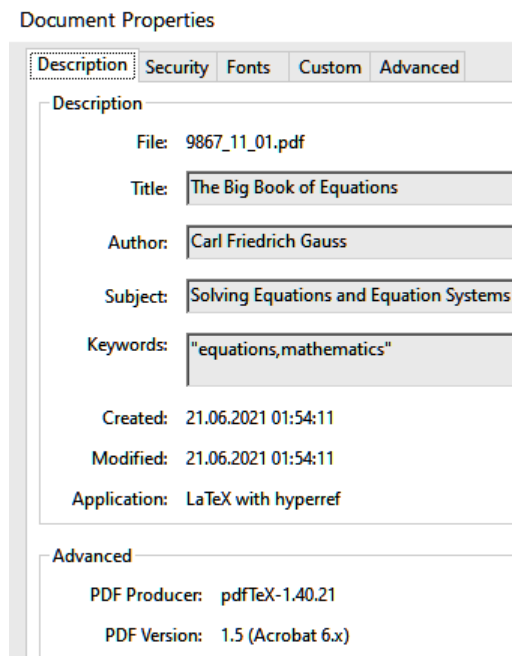 Document Properties
Description Security Fonts Custom Advanced
Description
File: 9867_11_01.pdf
Title: The Big Book of Equations
Author: Carl Friedrich Gauss
Subject: Solving Equations and Equation Systems
Keywords: "equations,mathematics"
Created: 21.06.2021 01:54:11
Modified: 21.06.2021 01:54:11
Application: LaTeX with hyperref
Advanced
PDF Producer: pdfTeX-1.40.21
PDF Version: 1.5 (Acrobat 6.x)